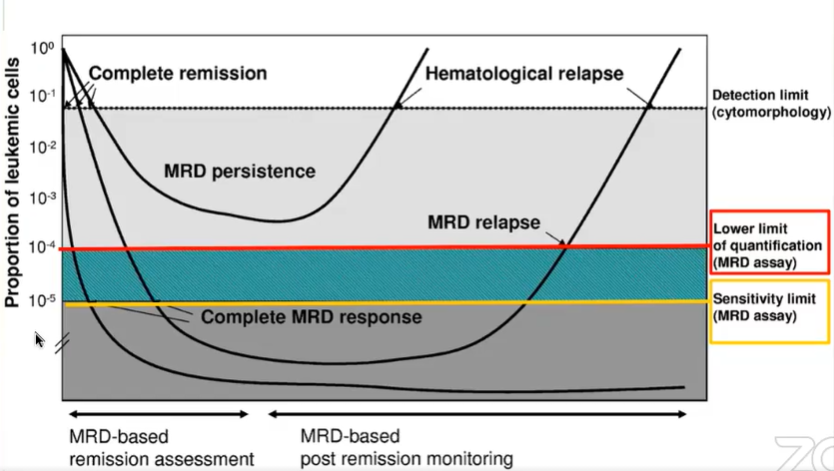 Proportion of leukemic cells
10⁰
10⁻¹
10⁻²
10⁻³
10⁻⁴
10⁻⁵
Complete remission
Hematological relapse
MRD persistence
MRD relapse
Complete MRD response
Detection limit
(cytomorphology)
Lower limit
of quantification
(MRD assay)
Sensitivity limit
(MRD assay)
MRD-based
remission assessment
MRD-based
post remission monitoring